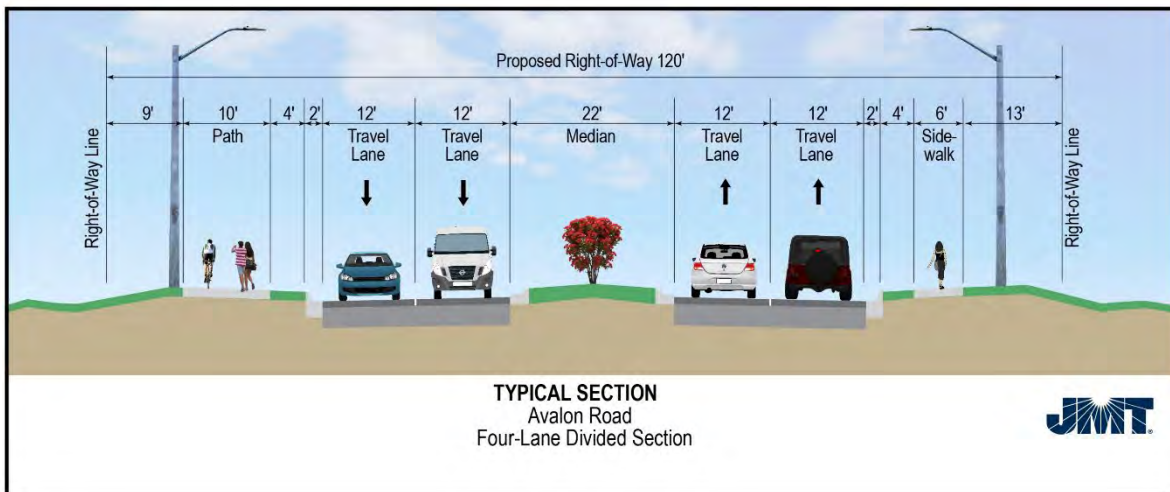 Proposed Right-of-Way 120'
9' 10' 4' 2' 12' 12' 22' 12' 12' 2' 4' 6' 13'
Path Travel Travel Median Travel Travel Side-
Lane Lane Lane Lane walk
Right-of-Way Line
Right-of-Way Line
TYPICAL SECTION
Avalon Road
Four-Lane Divided Section
JMT®